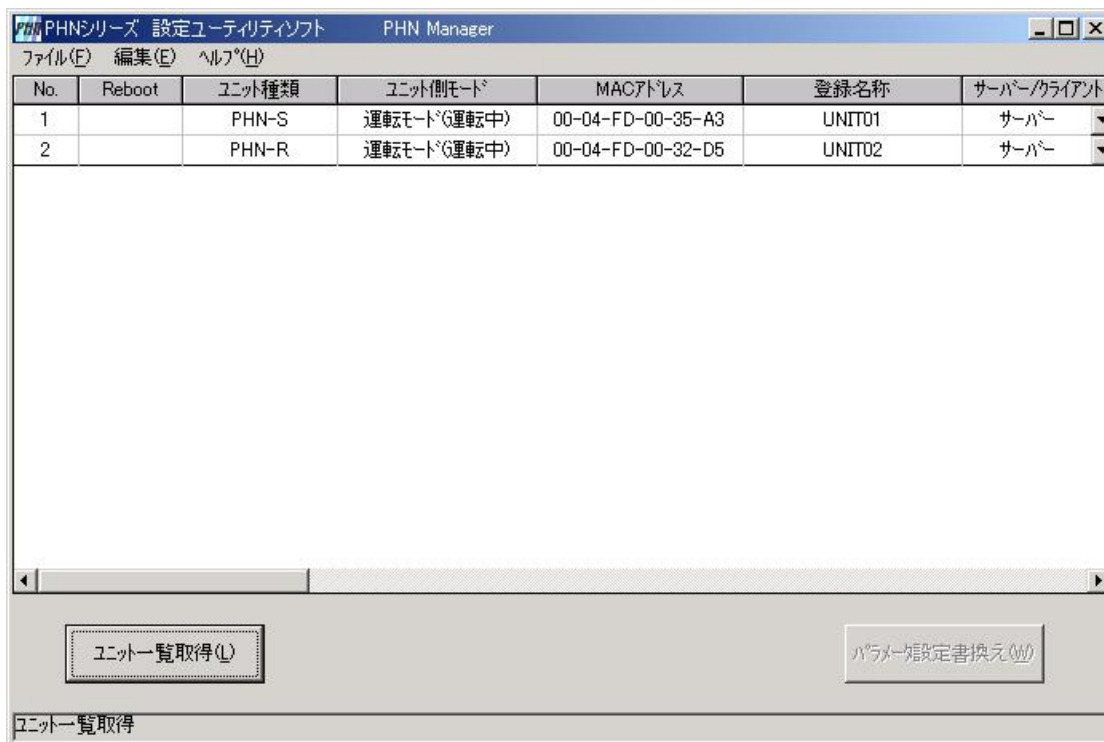 PHN PHNシリーズ 設定ユーティリティソフト PHN Manager
ﾌｧｲﾙ(F) 編集(E) ﾍﾙﾌﾟ(H)
No. Reboot ﾕﾆｯﾄ種類 ﾕﾆｯﾄ側ﾓｰﾄﾞ MACｱﾄﾞﾚｽ 登録名称 ｻｰﾊﾞｰ/ｸﾗｲｱﾝﾄ
1 PHN-S 運転ﾓｰﾄﾞ(運転中) 00-04-FD-00-35-A3 UNIT01 ｻｰﾊﾞｰ
2 PHN-R 運転ﾓｰﾄﾞ(運転中) 00-04-FD-00-32-D5 UNIT02 ｻｰﾊﾞｰ
ﾕﾆｯﾄ一覧取得(L) ﾊﾟﾗﾒｰﾀ設定書換え(W)
ﾕﾆｯﾄ一覧取得